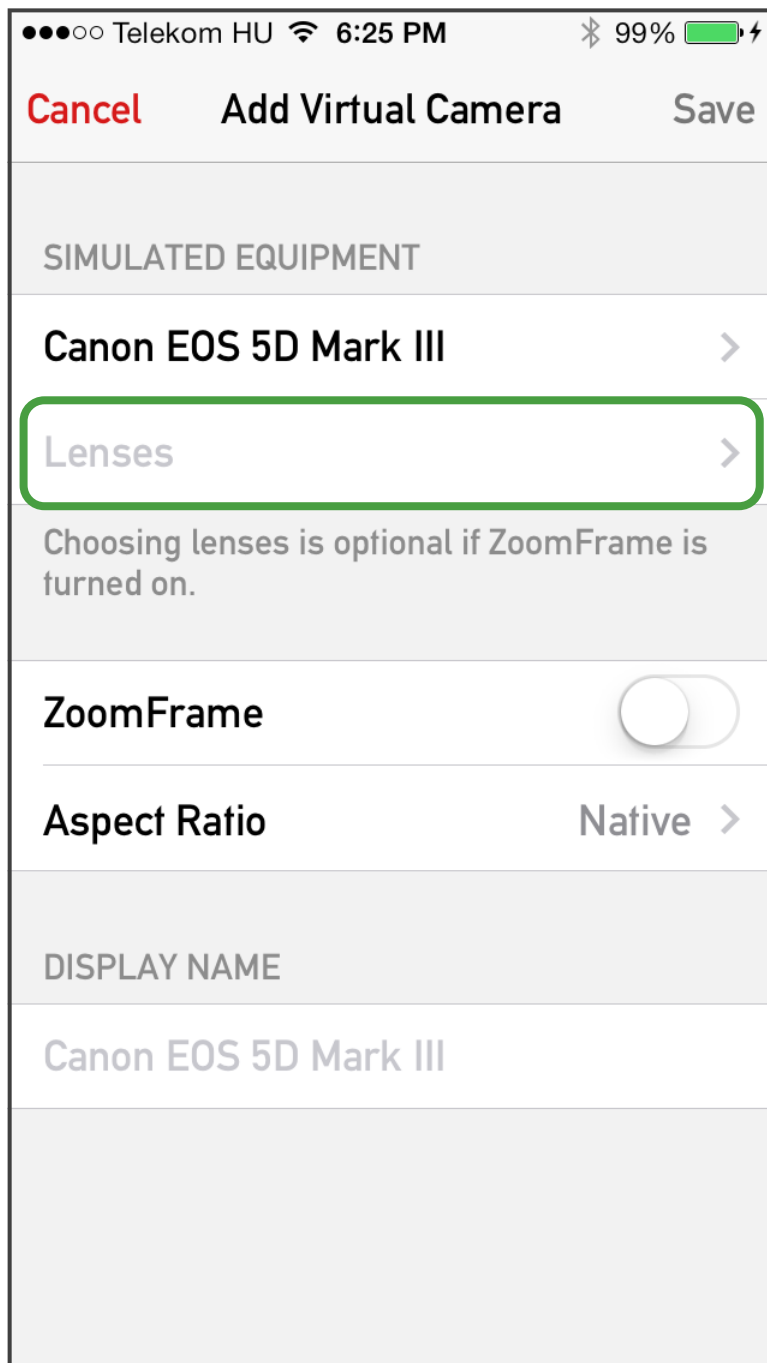 Telekom HU 6:25 PM 99%
Cancel Add Virtual Camera Save
SIMULATED EQUIPMENT
Canon EOS 5D Mark III
Lenses
Choosing lenses is optional if ZoomFrame is
turned on.
ZoomFrame
Aspect Ratio Native
DISPLAY NAME
Canon EOS 5D Mark III